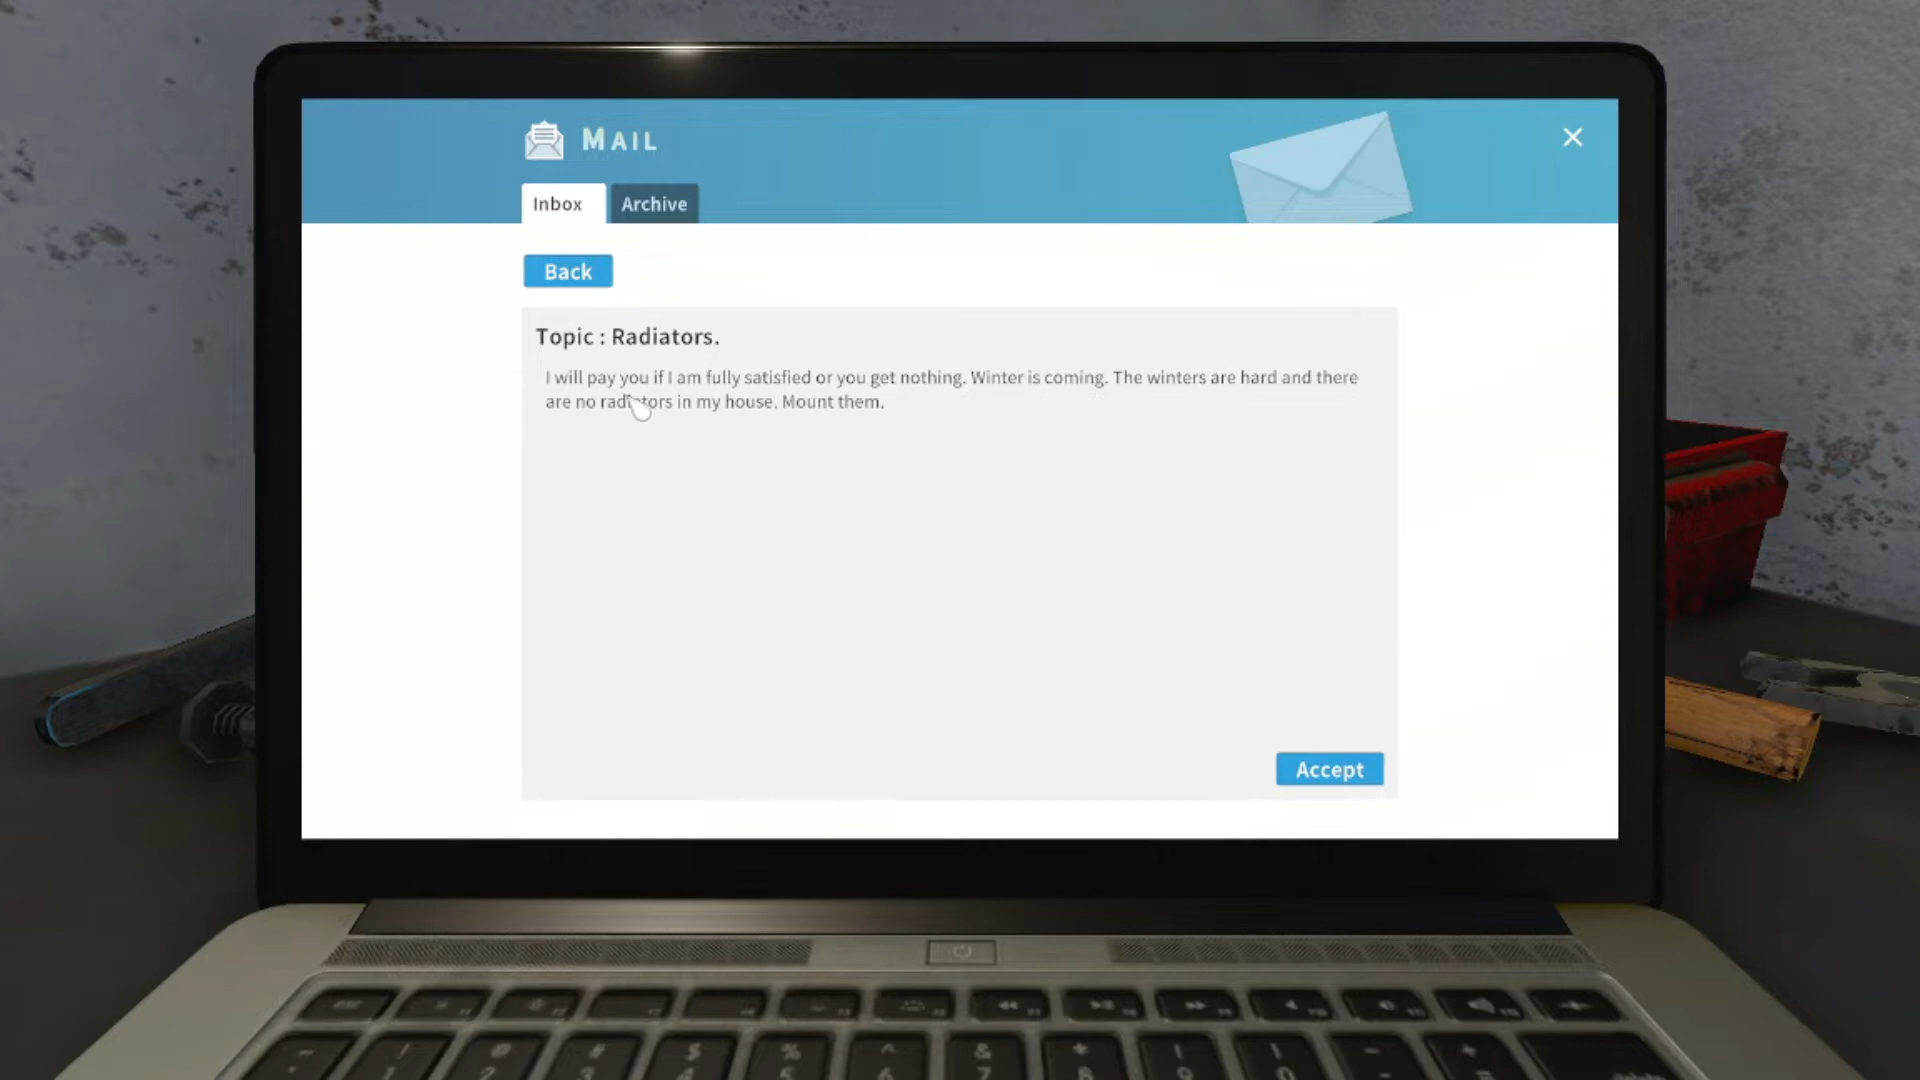 MAIL
Inbox
Archive
Back
Topic : Radiators.
I will pay you if I am fully satisfied or you get nothing. Winter is coming. The winters are hard and there
are no radiators in my house. Mount them.
Accept